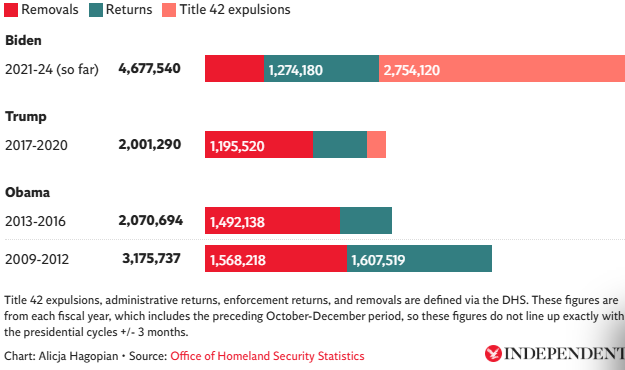 Removals Returns Title 42 expulsions
Biden
2021-24 (so far) 4,677,540 1,274,180 2,754,120
Trump
2017-2020 2,001,290 1,195,520
Obama
2013-2016 2,070,694 1,492,138
2009-2012 3,175,737 1,568,218 1,607,519
Title 42 expulsions, administrative returns, enforcement returns, and removals are defined via the DHS. These figures are
from each fiscal year, which includes the preceding October-December period, so these figures do not line up exactly with
the presidential cycles +/- 3 months.
Chart: Alicja Hagopian • Source: Office of Homeland Security Statistics
INDEPENDENT